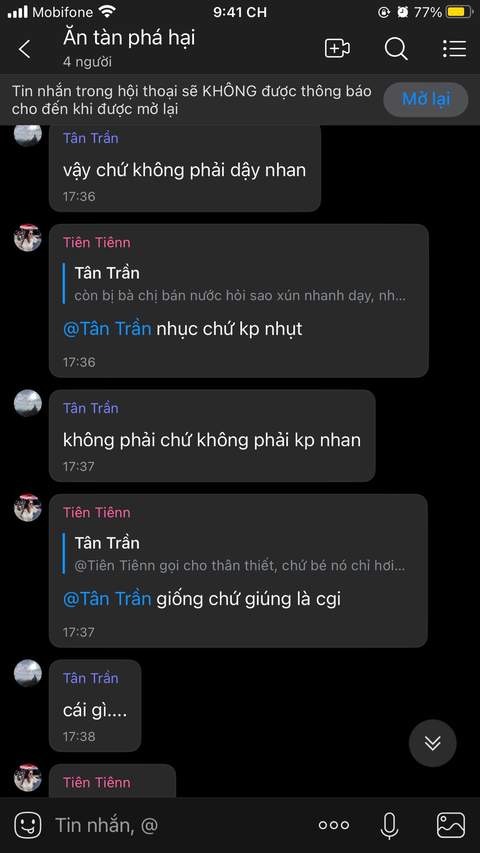 Mobifone 9:41 CH 77%
Ăn tàn phá hại
4 người
Tin nhắn trong hội thoại sẽ KHÔNG được thông báo
cho đến khi được mở lại
Mở lại
Tân Trần
vậy chứ không phải dậy nhan
17:36
Tiên Tiênn
Tân Trần
còn bị bà chị bán nước hỏi sao xún nhanh dạy, nh...
@Tân Trần nhục chứ kp nhụt
17:36
Tân Trần
không phải chứ không phải kp nhan
17:37
Tiên Tiênn
Tân Trần
@Tiên Tiênn gọi cho thân thiết, chứ bé nó chỉ hơi...
@Tân Trần giống chứ giúng là cgi
17:37
Tân Trần
cái gì....
17:38
Tiên Tiênn
Tin nhắn, @